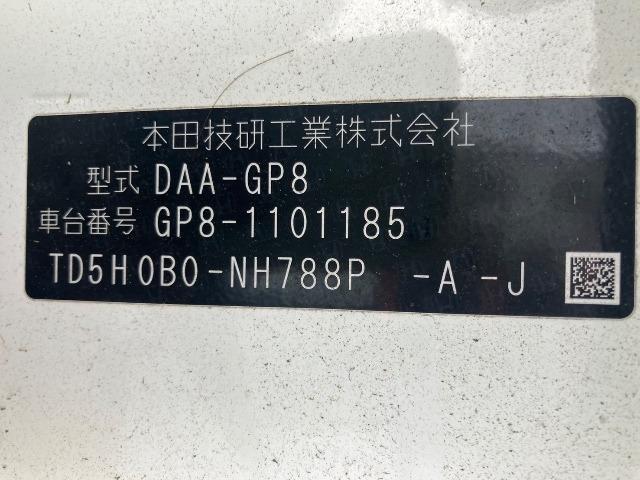 本田技研工業株式会社
型式 DAA-GP8
車台番号 GP8-1101185
TD5H0B0-NH788P -A -J